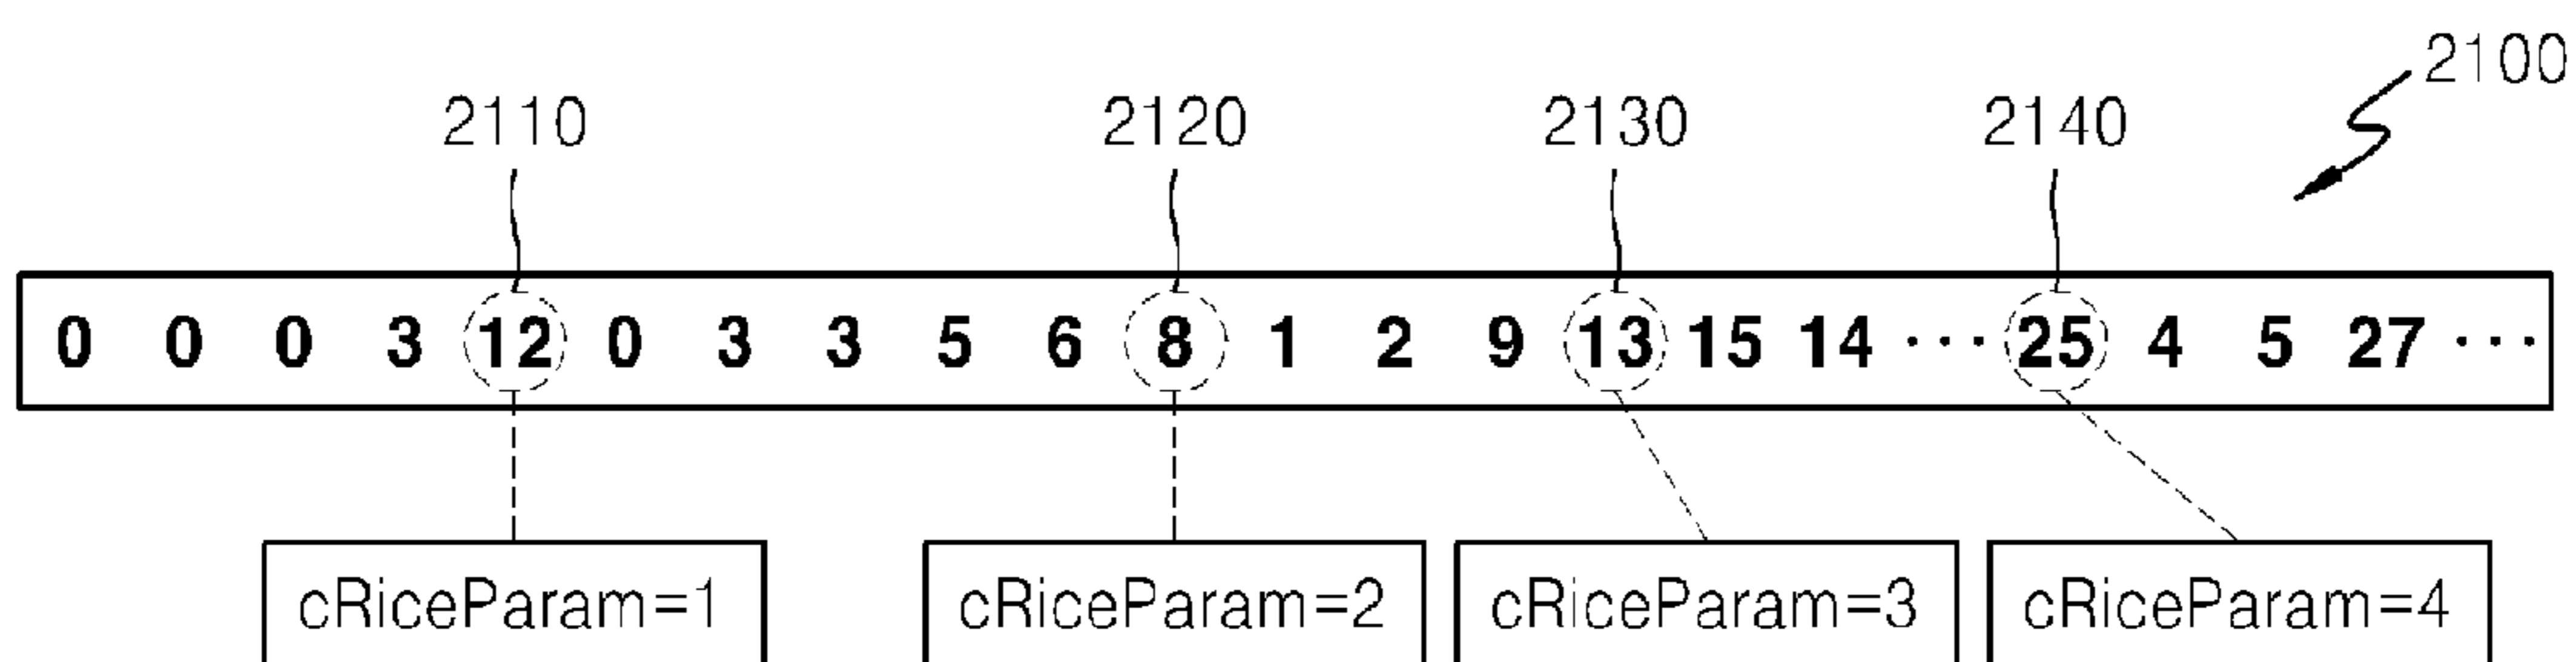 2100
2110 2120 2130 2140
0 0 0 3 12 0 3 3 5 6 8 1 2 9 13 15 14 ··· 25 4 5 27 ···
cRiceParam=1 cRiceParam=2 cRiceParam=3 cRiceParam=4